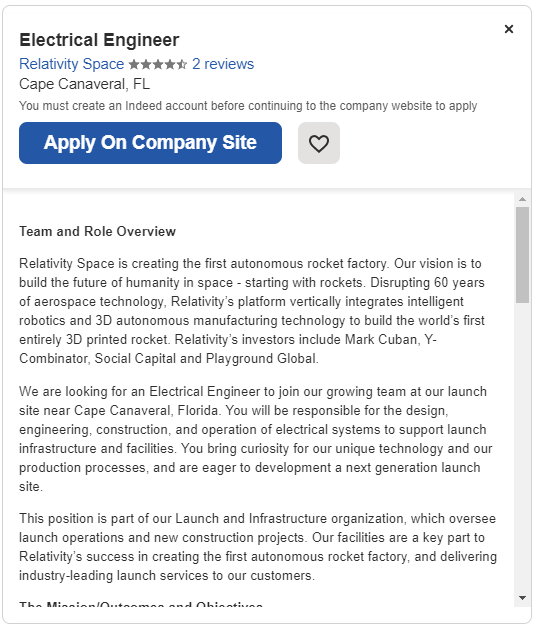 Electrical Engineer
Relativity Space 2 reviews
Cape Canaveral, FL
You must create an Indeed account before continuing to the company website to apply
Apply On Company Site
Team and Role Overview
Relativity Space is creating the first autonomous rocket factory. Our vision is to
build the future of humanity in space - starting with rockets. Disrupting 60 years
of aerospace technology, Relativity’s platform vertically integrates intelligent
robotics and 3D autonomous manufacturing technology to build the world’s first
entirely 3D printed rocket. Relativity’s investors include Mark Cuban, Y-
Combinator, Social Capital and Playground Global.
We are looking for an Electrical Engineer to join our growing team at our launch
site near Cape Canaveral, Florida. You will be responsible for the design,
engineering, construction, and operation of electrical systems to support launch
infrastructure and facilities. You bring curiosity for our unique technology and our
production processes, and are eager to development a next generation launch
site.
This position is part of our Launch and Infrastructure organization, which oversee
launch operations and new construction projects. Our facilities are a key part to
Relativity’s success in creating the first autonomous rocket factory, and delivering
industry-leading launch services to our customers.
The Mission/Outcomes and Objectives